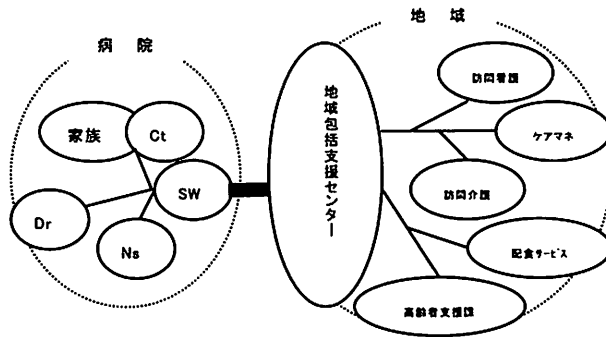 病　院
家族
Ct
SW
Dr
Ns
地域包括支援センター
地　域
訪問看護
ケアマネ
訪問介護
配食サービス
高齢者支援課